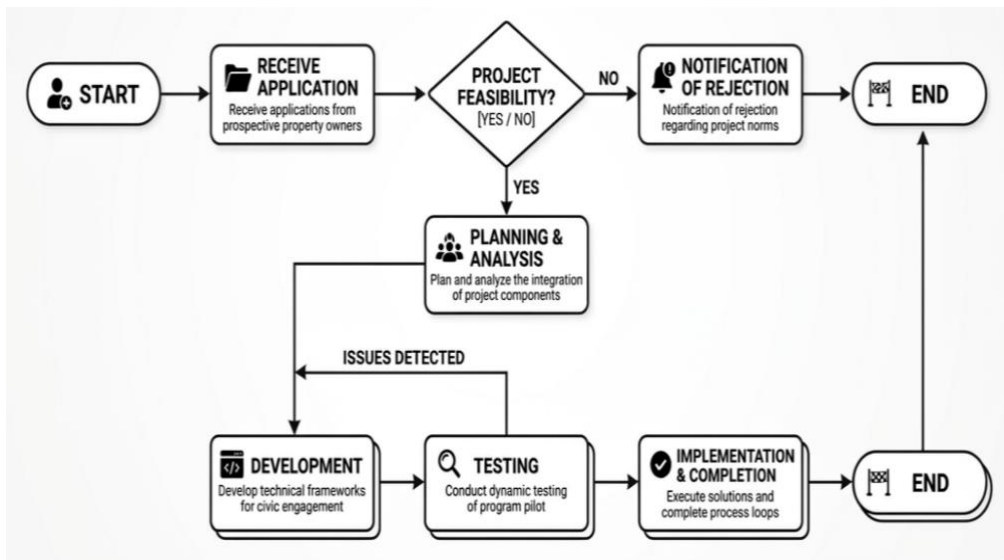 START
RECEIVE
APPLICATION
Receive applications from
prospective property owners
PROJECT
FEASIBILITY?
[YES / NO]
NO
NOTIFICATION
OF REJECTION
Notification of rejection
regarding project norms
END
YES
PLANNING &
ANALYSIS
Plan and analyze the integration
of project components
ISSUES DETECTED
</>
DEVELOPMENT
Develop technical frameworks
for civic engagement
TESTING
Conduct dynamic testing
of program pilot
IMPLEMENTATION
& COMPLETION
Execute solutions and
complete process loops
END